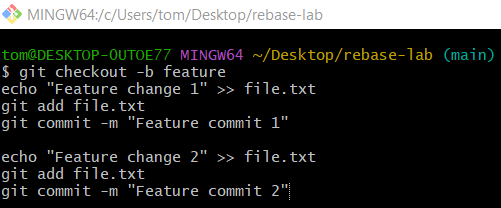 MINGW64:/c/Users/tom/Desktop/rebase-lab
tom@DESKTOP-OUTOE77 MINGW64 ~/Desktop/rebase-lab (main)
$ git checkout -b feature
echo "Feature change 1" >> file.txt
git add file.txt
git commit -m "Feature commit 1"
echo "Feature change 2" >> file.txt
git add file.txt
git commit -m "Feature commit 2"